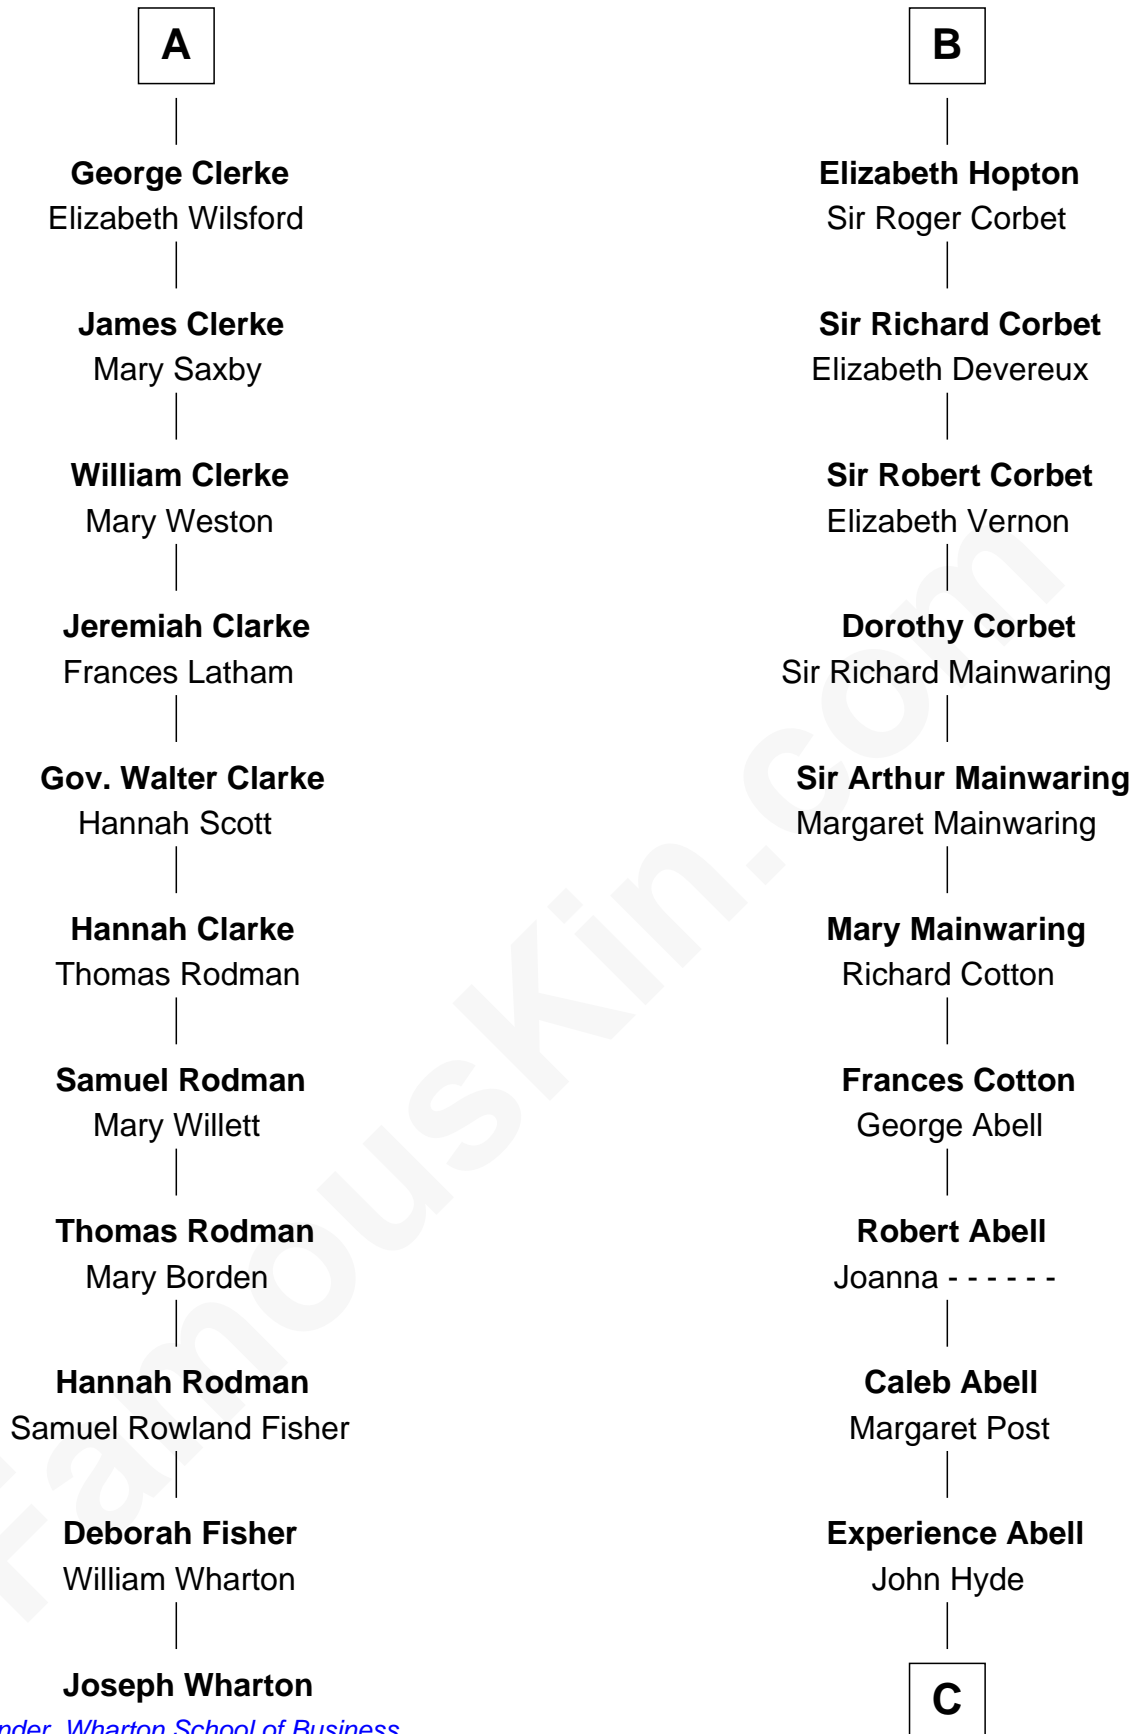 A
George Clerke
Elizabeth Wilsford
James Clerke
Mary Saxby
William Clerke
Mary Weston
Jeremiah Clarke
Frances Latham
Gov. Walter Clarke
Hannah Scott
Hannah Clarke
Thomas Rodman
Samuel Rodman
Mary Willett
Thomas Rodman
Mary Borden
Hannah Rodman
Samuel Rowland Fisher
Deborah Fisher
William Wharton
Joseph Wharton
Wharton School of Business
B
Elizabeth Hopton
Sir Roger Corbet
Sir Richard Corbet
Elizabeth Devereux
Sir Robert Corbet
Elizabeth Vernon
Dorothy Corbet
Sir Richard Mainwaring
Sir Arthur Mainwaring
Margaret Mainwaring
Mary Mainwaring
Richard Cotton
Frances Cotton
George Abell
Robert Abell
Joanna - - - - - -
Caleb Abell
Margaret Post
Experience Abell
John Hyde
C
FamousKin.com